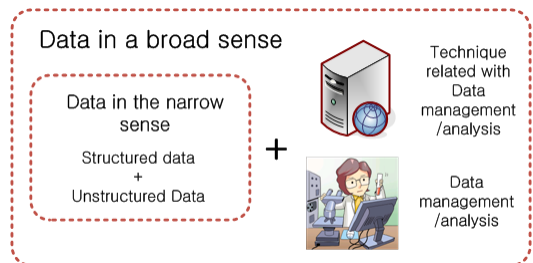 Data in a broad sense
Data in the narrow
sense
Structured data
+
Unstructured Data
+
Technique
related with
Data
management
/analysis
Data
management
/analysis